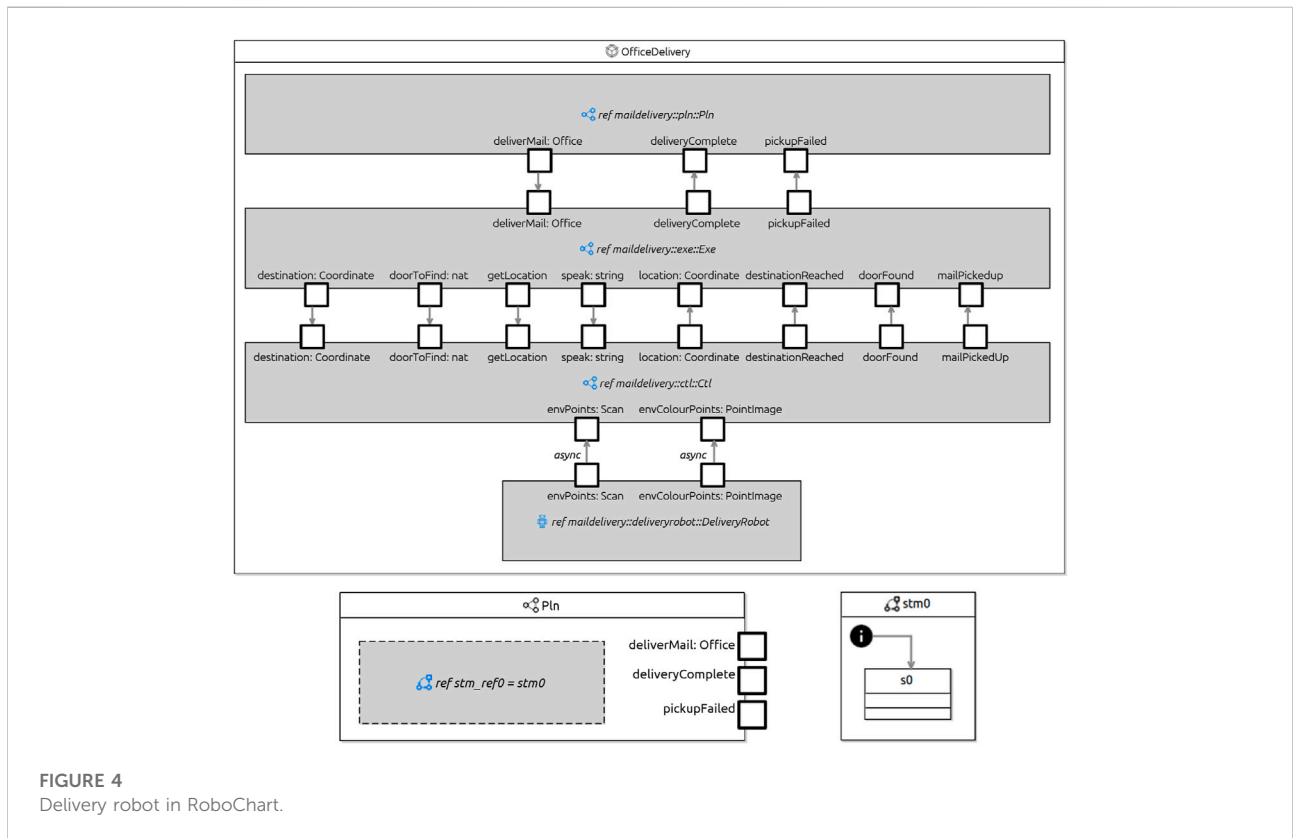 OfficeDelivery
ref maildelivery::pln::Pln
deliverMail: Office deliveryComplete pickupFailed
deliverMail: Office deliveryComplete pickupFailed
ref maildelivery::exe::Exe
destination: Coordinate doorToFind: nat getLocation speak: string location: Coordinate destinationReached doorFound mailPickedup
destination: Coordinate doorToFind: nat getLocation speak: string location: Coordinate destinationReached doorFound mailPickedUp
ref maildelivery::ctl::Ctl
envPoints: Scan envColourPoints: PointImage
async async
envPoints: Scan envColourPoints: PointImage
ref maildelivery::deliveryrobot::DeliveryRobot
Pln
deliverMail: Office
deliveryComplete
pickupFailed
ref stm_ref0 = stm0
stm0
i
s0
FIGURE 4
Delivery robot in RoboChart.